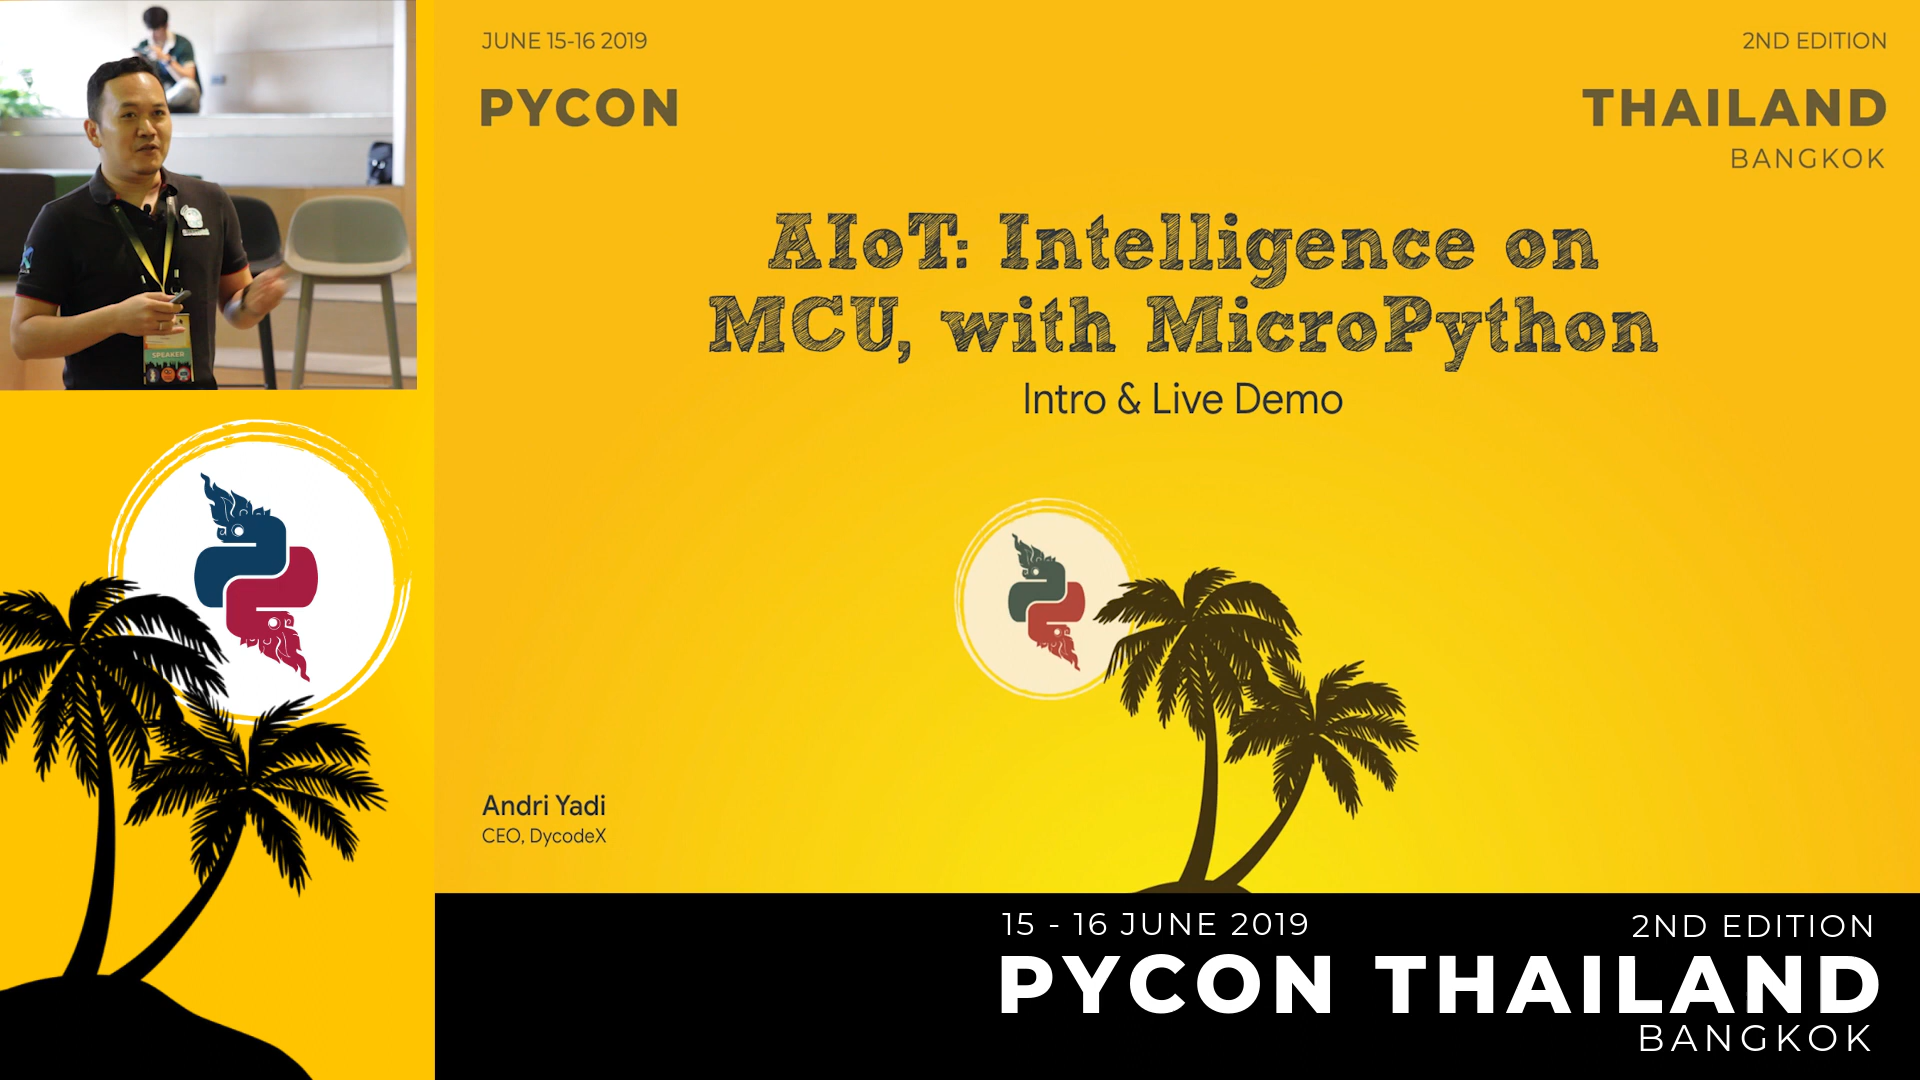 JUNE 15-16 2019
2ND EDITION
PYCON
THAILAND
BANGKOK
AIoT: Intelligence on
MCU, with MicroPython
Intro & Live Demo
Andri Yadi
CEO, DycodeX
SPEAKER
15 - 16 JUNE 2019
2ND EDITION
PYCON THAILAND
BANGKOK